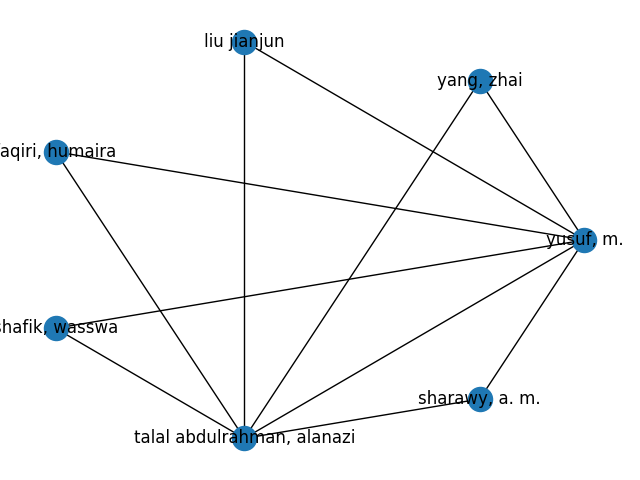 liu jianjun
yang, zhai
aqiri, humaira
yusuf, m.
shafik, wasswa
sharawy, a. m.
talal abdulrahman, alanazi